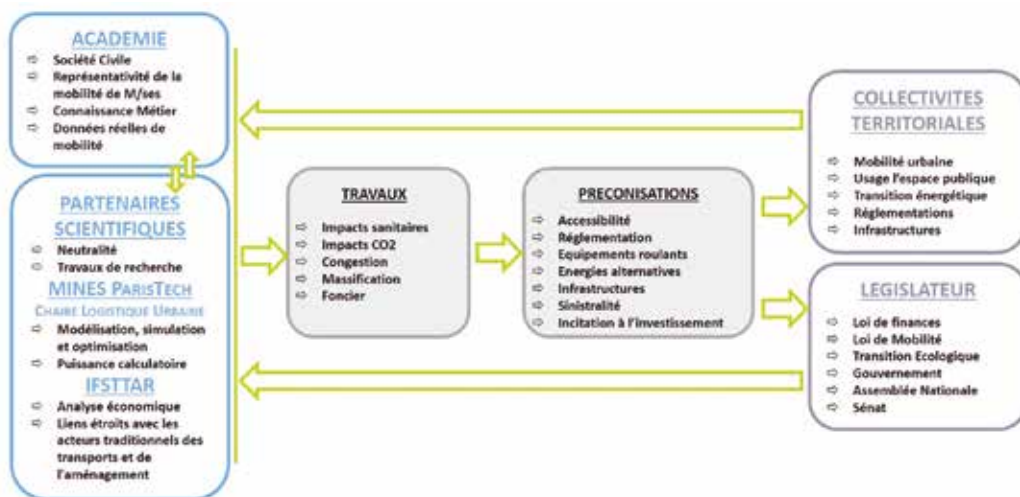 ACADEMIE
Société Civile
Représentativité de la
mobilité de M/ses
Connaissance Métier
Données réelles de
mobilité
PARTENAIRES
SCIENTIFIQUES
Neutralité
Travaux de recherche
MINES PARISTECH
CHAIRE LOGISTIQUE URBAINE
Modélisation, simulation
et optimisation
Puissance calculatoire
IFSTTAR
Analyse économique
Liens étroits avec les
acteurs traditionnels des
transports et de
l'aménagement
TRAVAUX
Impacts sanitaires
Impacts CO2
Congestion
Massification
Foncier
PRECONISATIONS
Accessibilité
Réglementation
Equipements roulants
Energies alternatives
Infrastructures
Sinistralité
Incitation à l'investissement
COLLECTIVITES
TERRITORIALES
Mobilité urbaine
Usage l'espace publique
Transition énergétique
Règlementations
Infrastructures
LEGISLATEUR
Loi de finances
Loi de Mobilité
Transition Ecologique
Gouvernement
Assemblée Nationale
Sénat